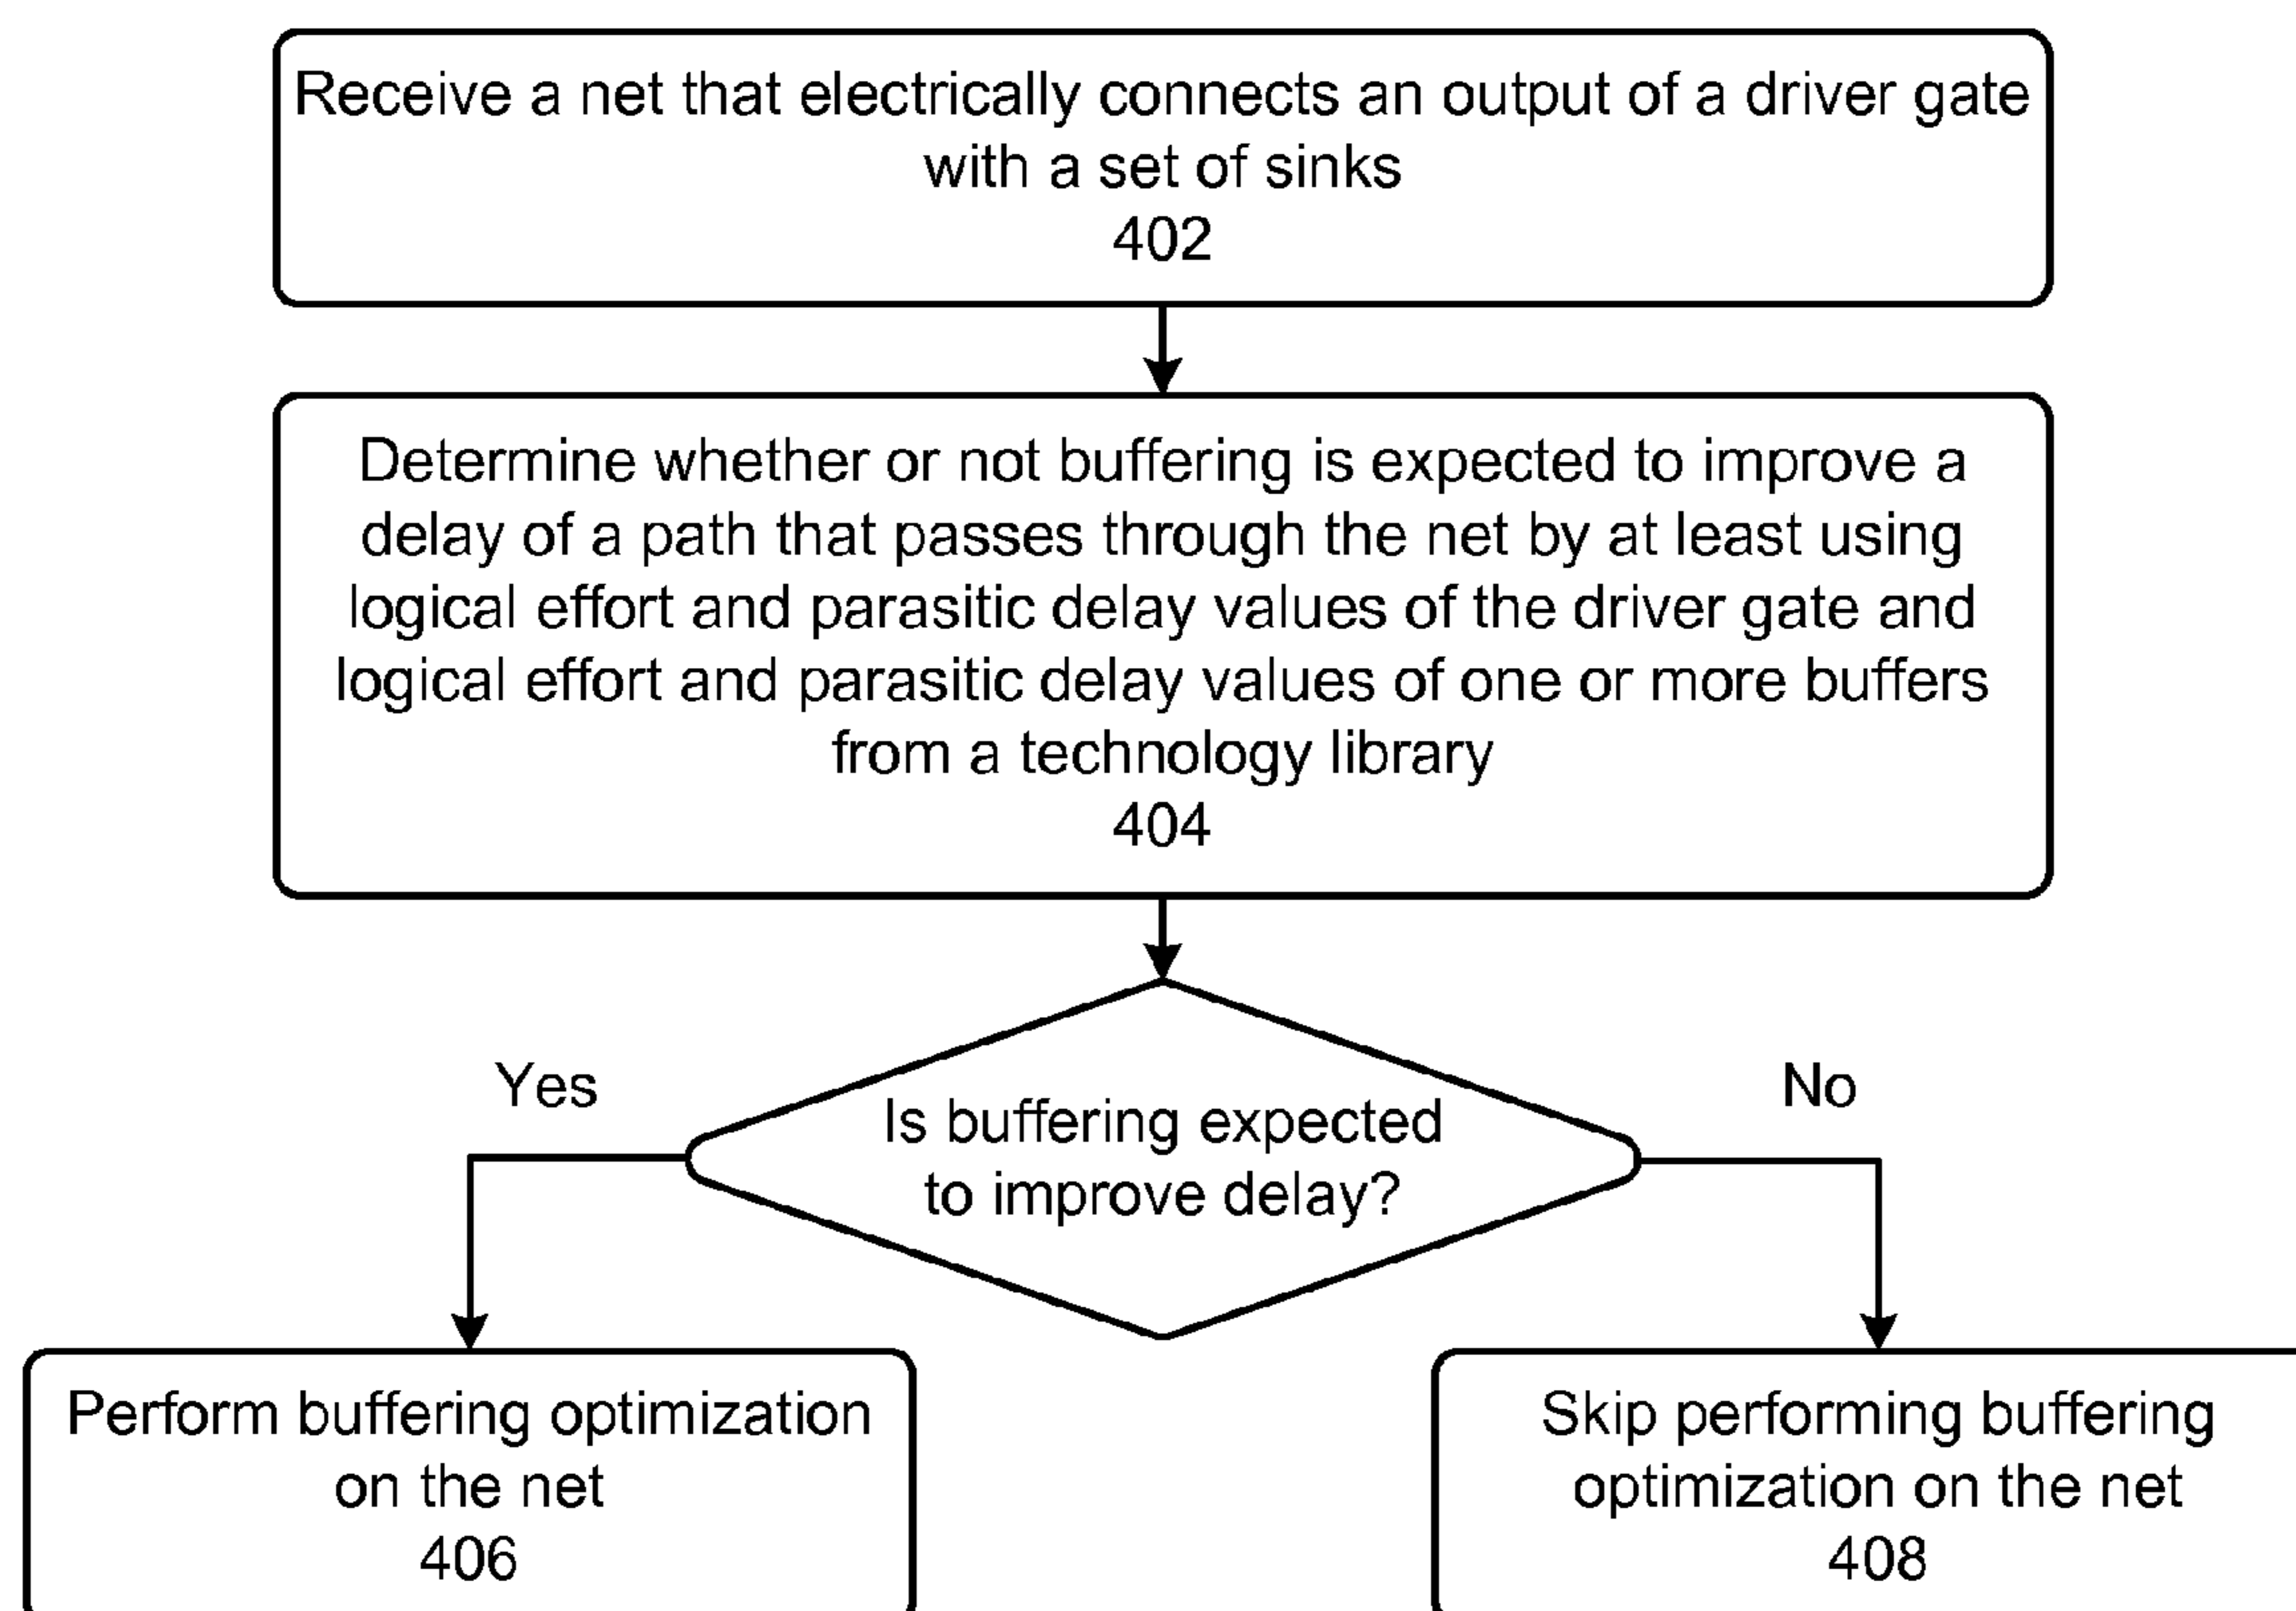 Receive a net that electrically connects an output of a driver gate
with a set of sinks
402
Determine whether or not buffering is expected to improve a
delay of a path that passes through the net by at least using
logical effort and parasitic delay values of the driver gate and
logical effort and parasitic delay values of one or more buffers
from a technology library
404
Yes
No
Is buffering expected
to improve delay?
Perform buffering optimization
on the net
406
Skip performing buffering
optimization on the net
408